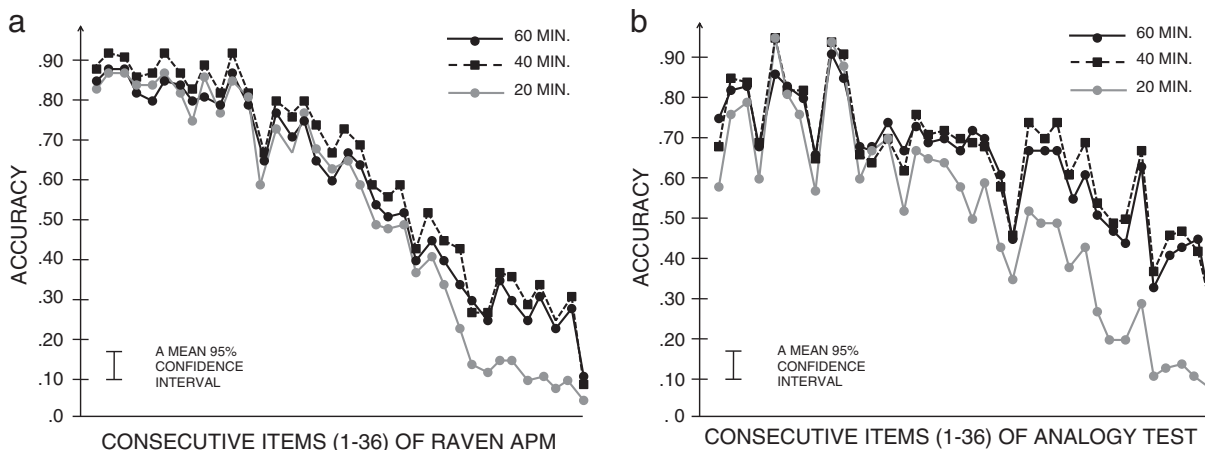 a
60 MIN.
40 MIN.
20 MIN.
.90
.80
.70
.60
.50
.40
.30
.20
.10
.0
ACCURACY
A MEAN 95%
CONFIDENCE
INTERVAL
CONSECUTIVE ITEMS (1-36) OF RAVEN APM
b
60 MIN.
40 MIN.
20 MIN.
.90
.80
.70
.60
.50
.40
.30
.20
.10
0
ACCURACY
A MEAN 95%
CONFIDENCE
INTERVAL
CONSECUTIVE ITEMS (1-36) OF ANALOGY TEST